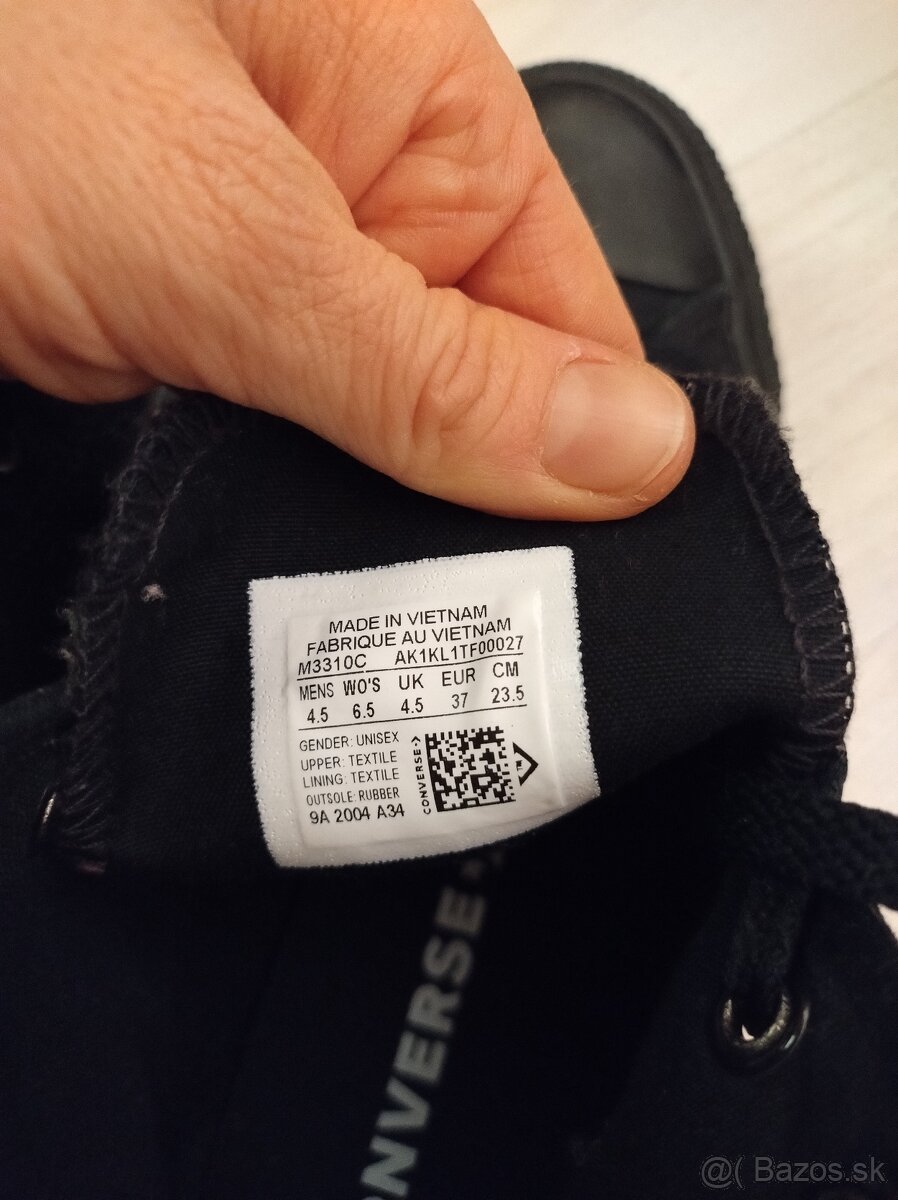 MADE IN VIETNAM
FABRIQUE AU VIETNAM
M3310C AK1KL1TF00027
MENS WO'S UK EUR CM
4.5 6.5 4.5 37 23.5
GENDER: UNISEX
UPPER: TEXTILE
LINING: TEXTILE
OUTSOLE: RUBBER
9A 2004 A34
CONVERSE
CONVERSE
@( Bazos.sk